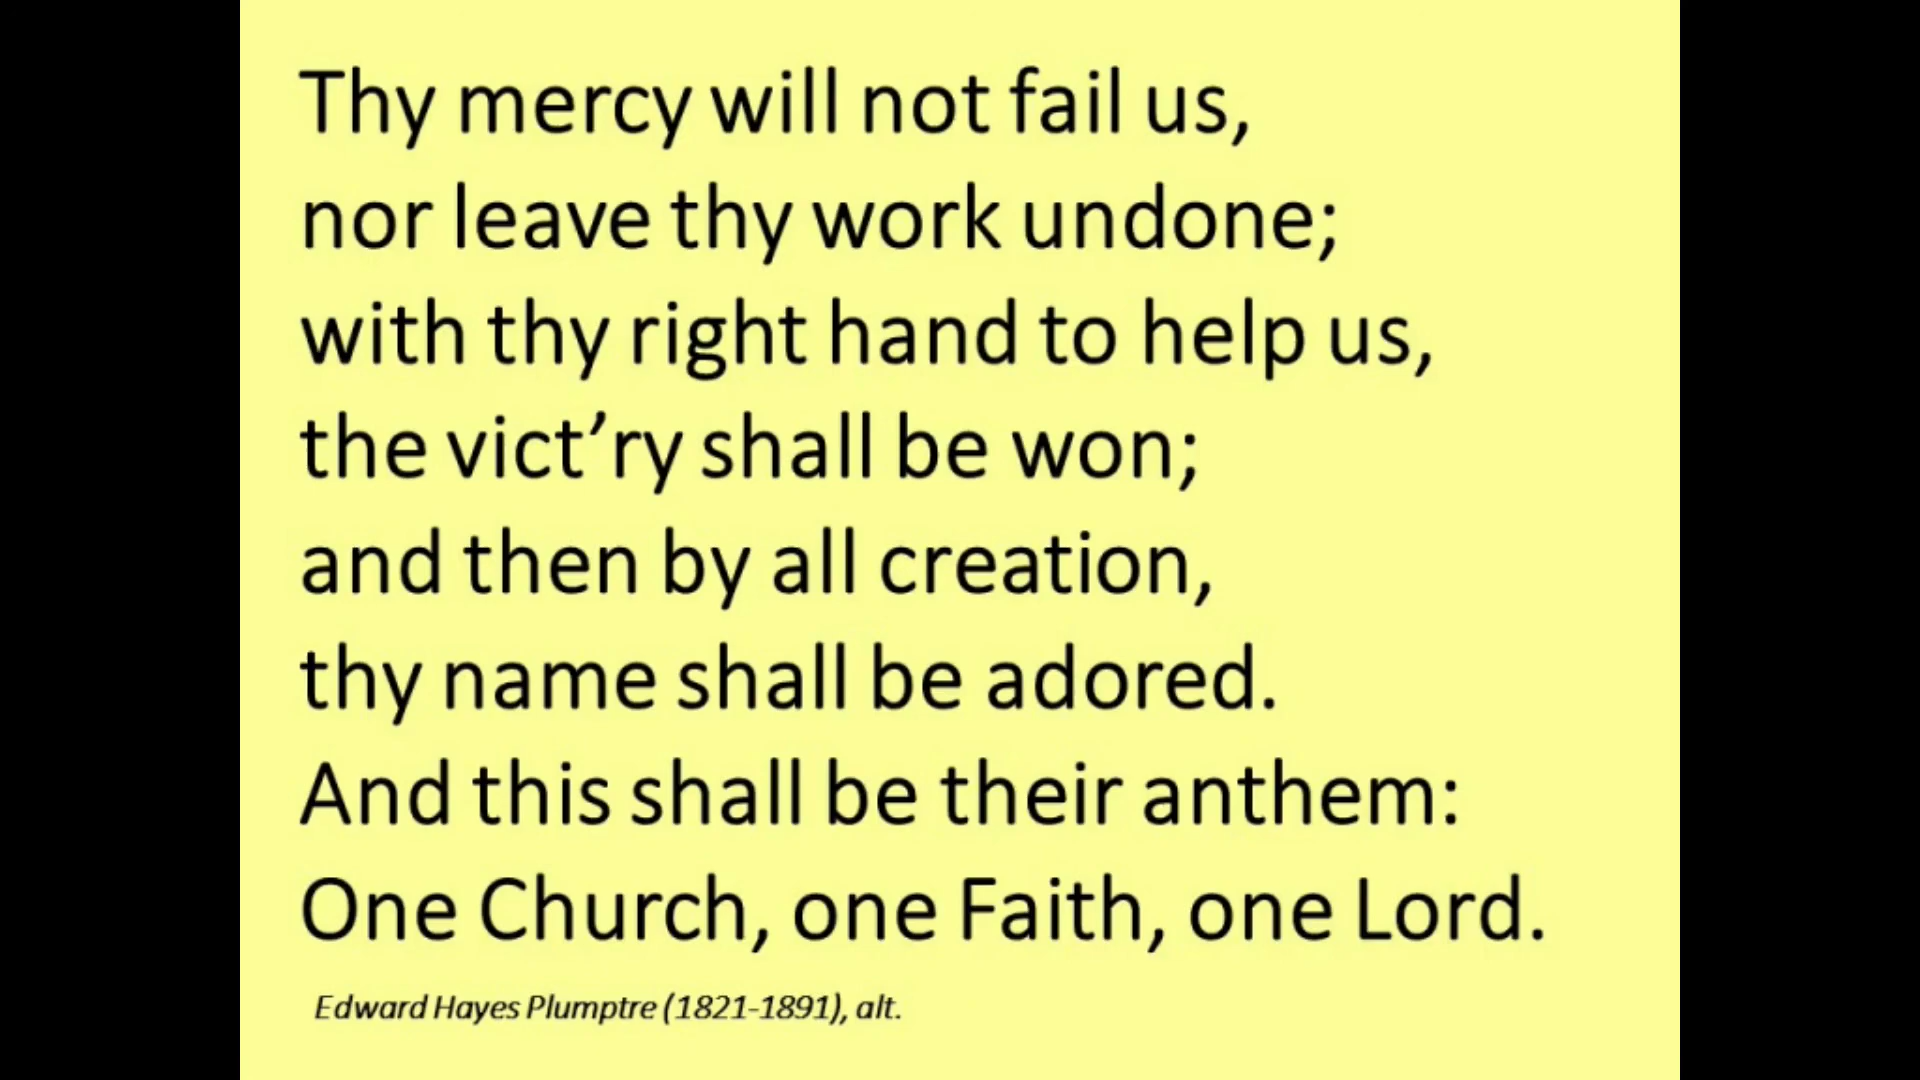 Thy mercy will not fail us,
nor leave thy work undone;
with thy right hand to help us,
the vict’ry shall be won;
and then by all creation,
thy name shall be adored.
And this shall be their anthem:
One Church, one Faith, one Lord.
Edward Hayes Plumptre (1821-1891), alt.